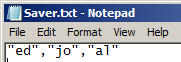 Saver.txt - Notepad
File Edit Format View Help
"ed","jo","al"